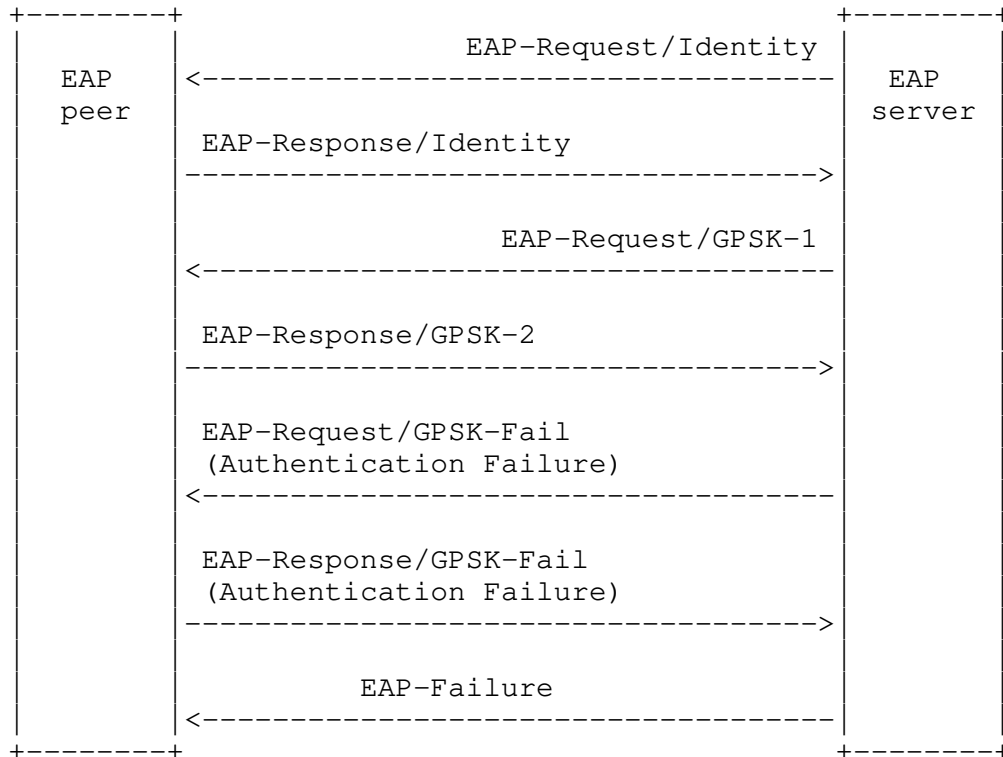 EAP-Request/Identity
EAP
peer
EAP
server
EAP-Response/Identity
EAP-Request/GPSK-1
EAP-Response/GPSK-2
EAP-Request/GPSK-Fail
(Authentication Failure)
EAP-Response/GPSK-Fail
(Authentication Failure)
EAP-Failure